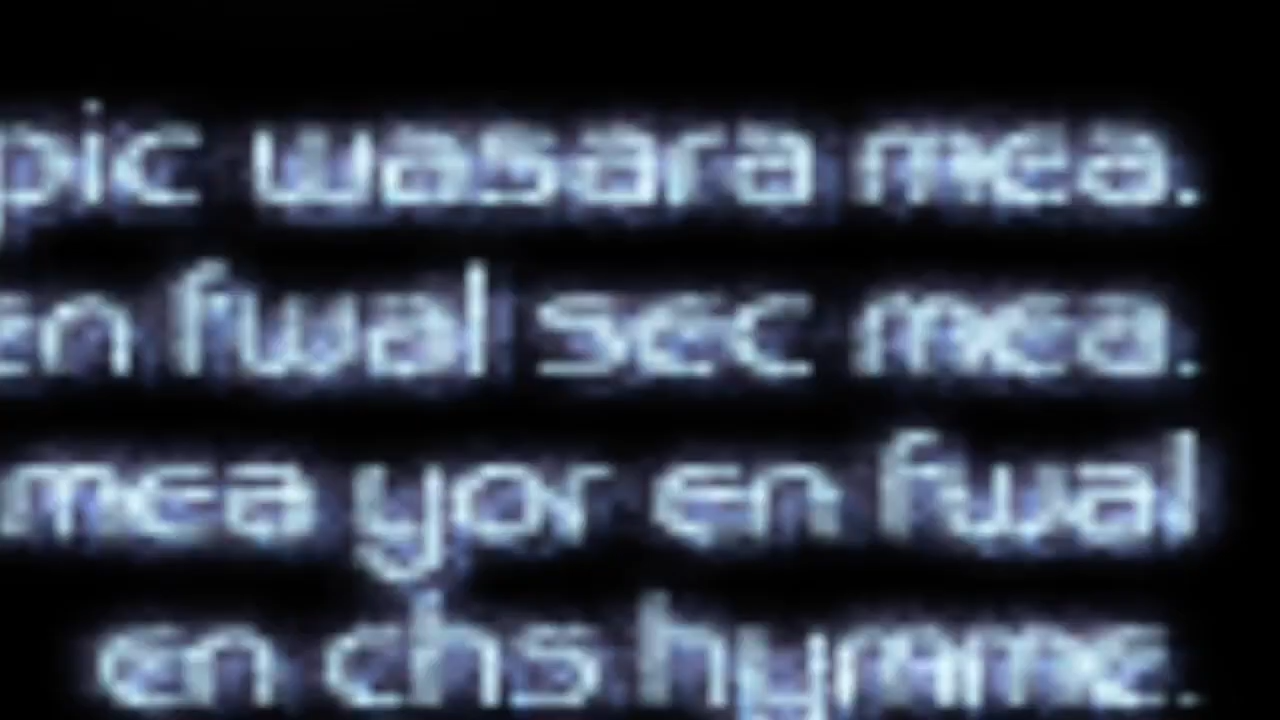 pic wasara mea.
en fwal sec mea.
mea yor en fwal
en chs hymme.